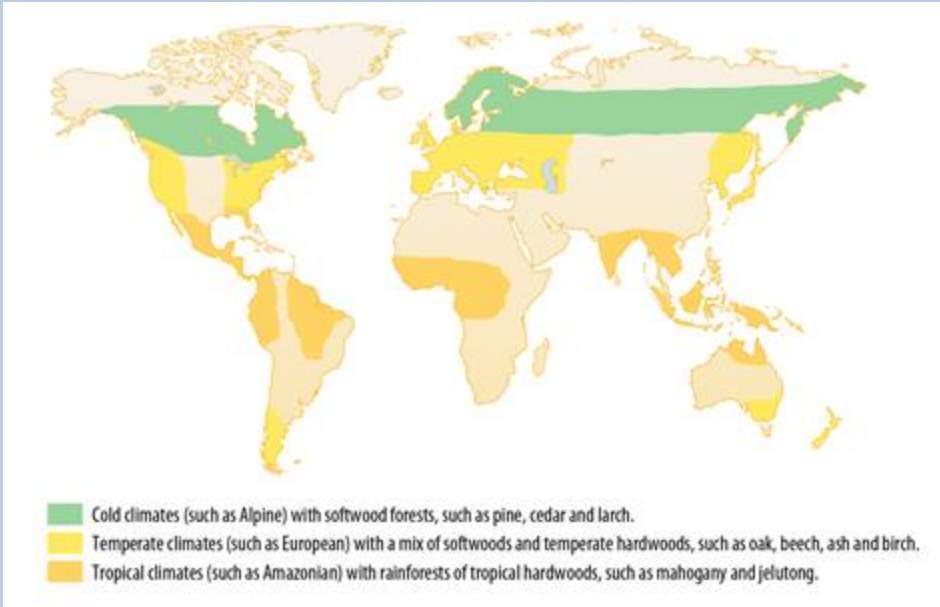 Cold climates (such as Alpine) with softwood forests, such as pine, cedar and larch.
Temperate climates (such as European) with a mix of softwoods and temperate hardwoods, such as oak, beech, ash and birch.
Tropical climates (such as Amazonian) with rainforests of tropical hardwoods, such as mahogany and jelutong.